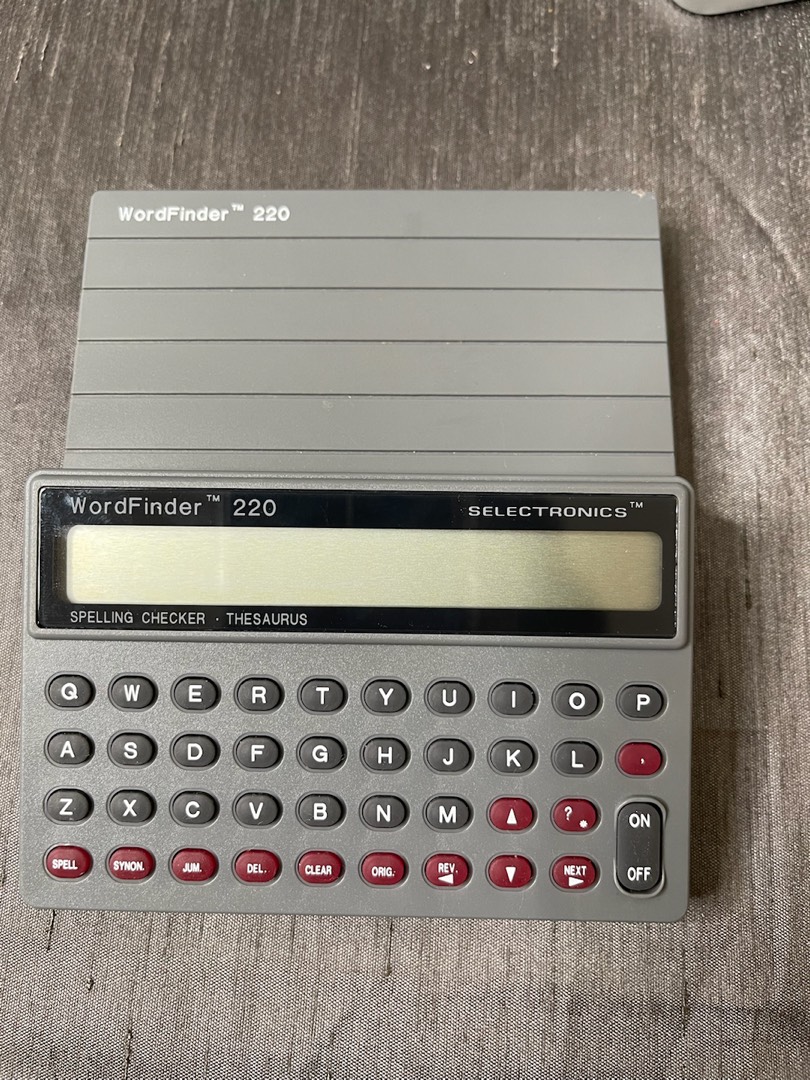 WordFinder™ 220
WordFinder™ 220 SELECTRONICS™
SPELLING CHECKER · THESAURUS
Q W E R T Y U I O P
A S D F G H J K L ,
Z X C V B N M ▲ ? * ON
SPELL SYNON. JUM. DEL. CLEAR ORIG. REV. ◀ ▼ NEXT ▶ OFF